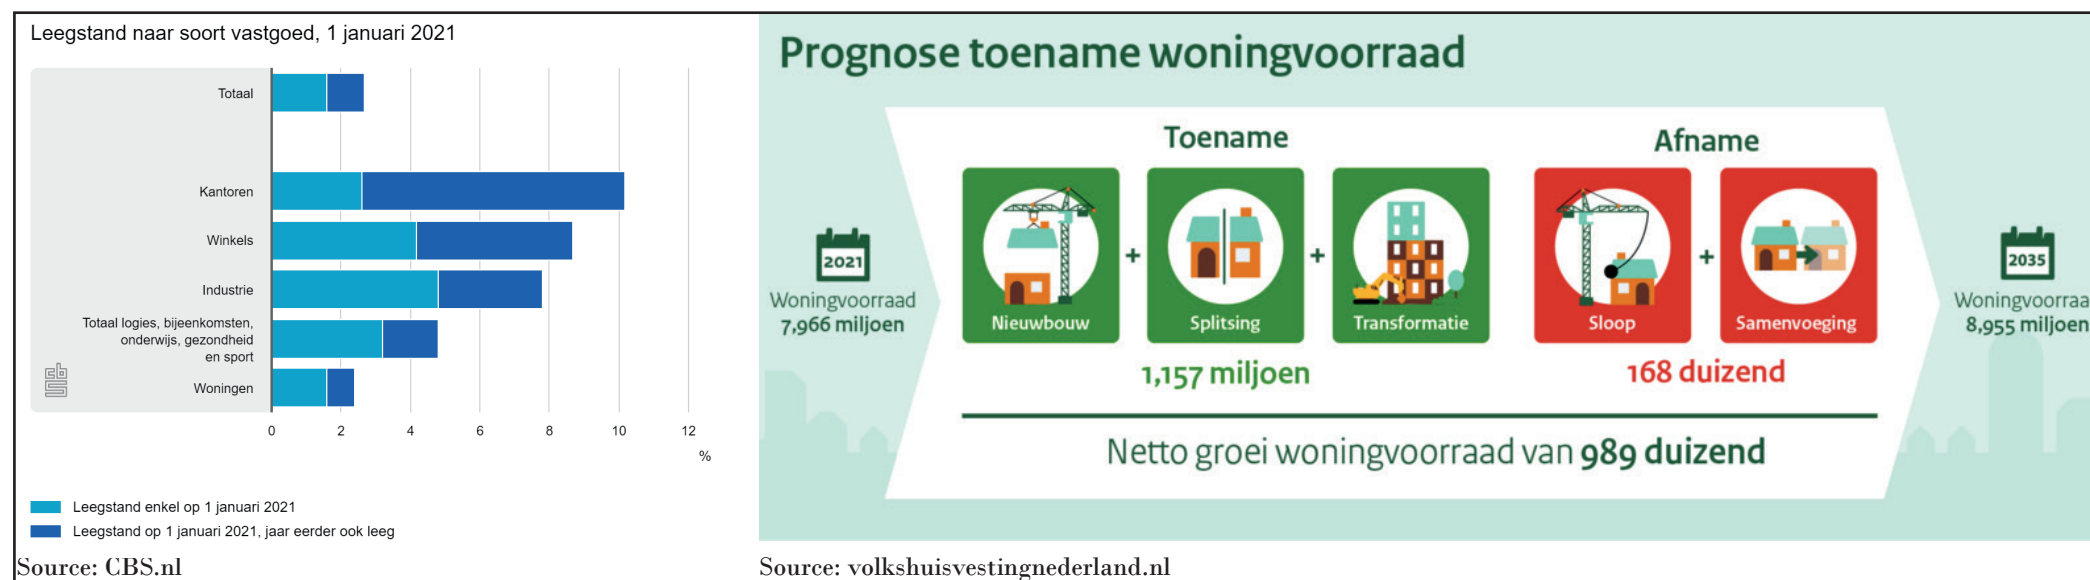 Leegstand naar soort vastgoed, 1 januari 2021
Totaal
Kantoren
Winkels
Industrie
Totaal logies, bijeenkomsten,
onderwijs, gezondheid
en sport
Woningen
0 2 4 6 8 10 12
%
Leegstand enkel op 1 januari 2021
Leegstand op 1 januari 2021, jaar eerder ook leeg
Source: CBS.nl
Prognose toename woningvoorraad
Toename
Afname
2021
Woningvoorraad
7,966 miljoen
Nieuwbouw
+
Splitsing
+
Transformatie
Sloop
+
Samenvoeging
1,157 miljoen
168 duizend
2035
Woningvoorraa
8,955 miljoen
Netto groei woningvoorraad van 989 duizend
Source: volkshuisvestingnederland.nl